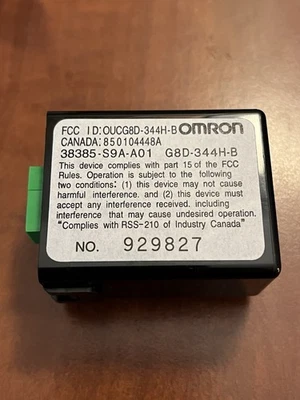 FCC ID:OUCG8D-344H-B OMRON
CANADA:850104448A
38385-S9A-A01 G8D-344H-B
This device complies with part 15 of the FCC
Rules. Operation is subject to the following
two conditions: (1) this device may not cause
harmful interference. and (2) this device must
accept any interference received. including
interference that may cause undesired operation.
"Complies with RSS-210 of Industry Canada"
NO. 929827